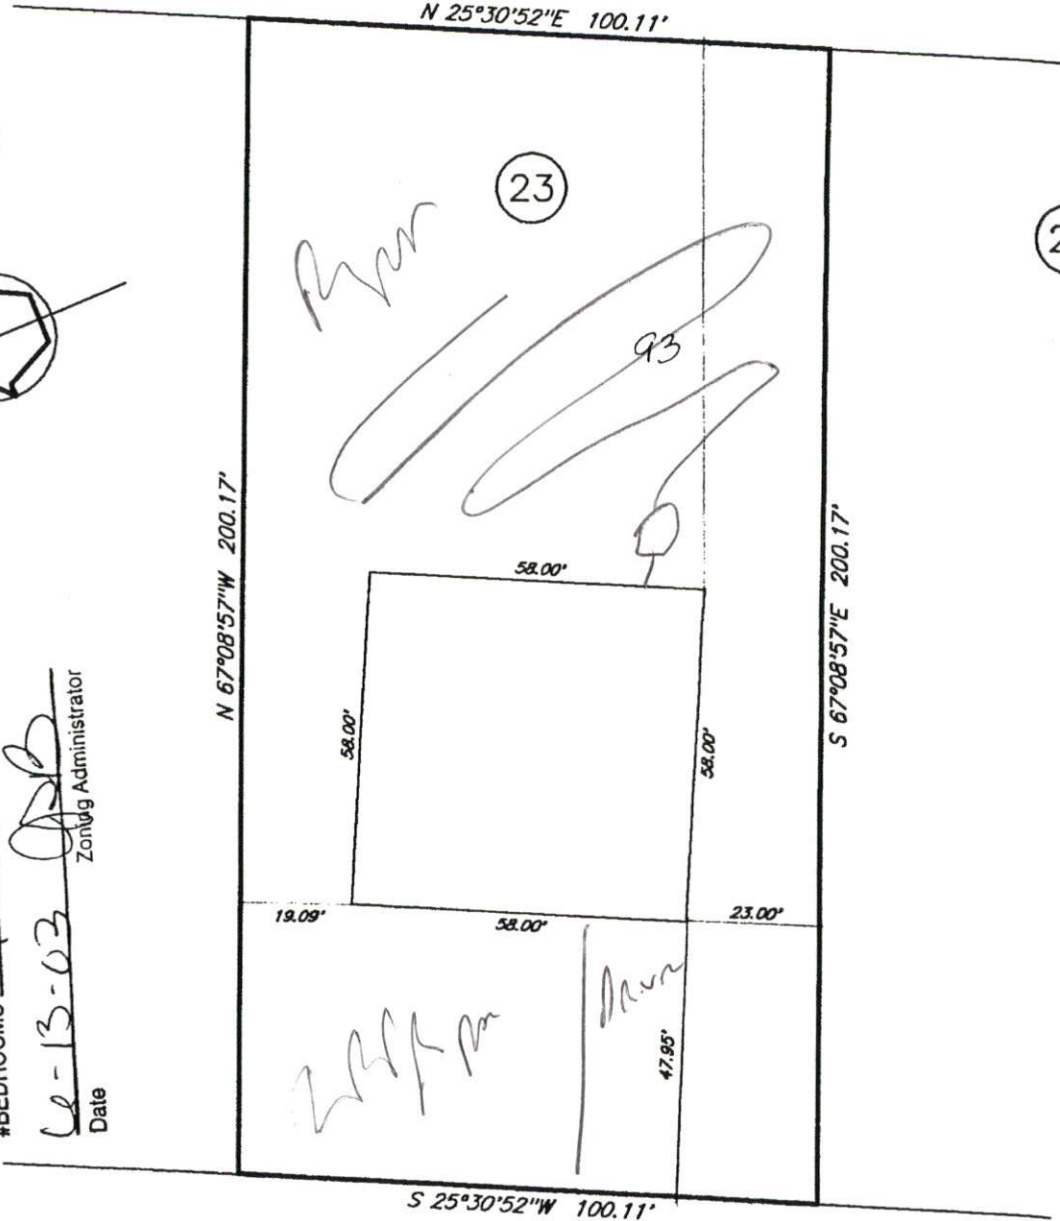 N 25°30'52"E 100.11'
23
2
93
N 67°08'57"W 200.17'
S 67°08'57"E 200.17'
58.00'
58.00'
58.00'
19.09'
58.00'
23.00'
47.95'
S 25°30'52"W 100.11'
6-13-03
Date
Zoning Administrator